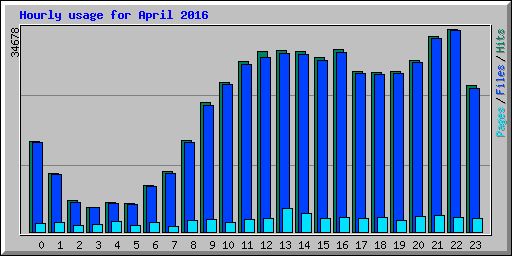 Hourly usage for April 2016
34678
Pages/Files/Hits
0 1 2 3 4 5 6 7 8 9 10 11 12 13 14 15 16 17 18 19 20 21 22 23